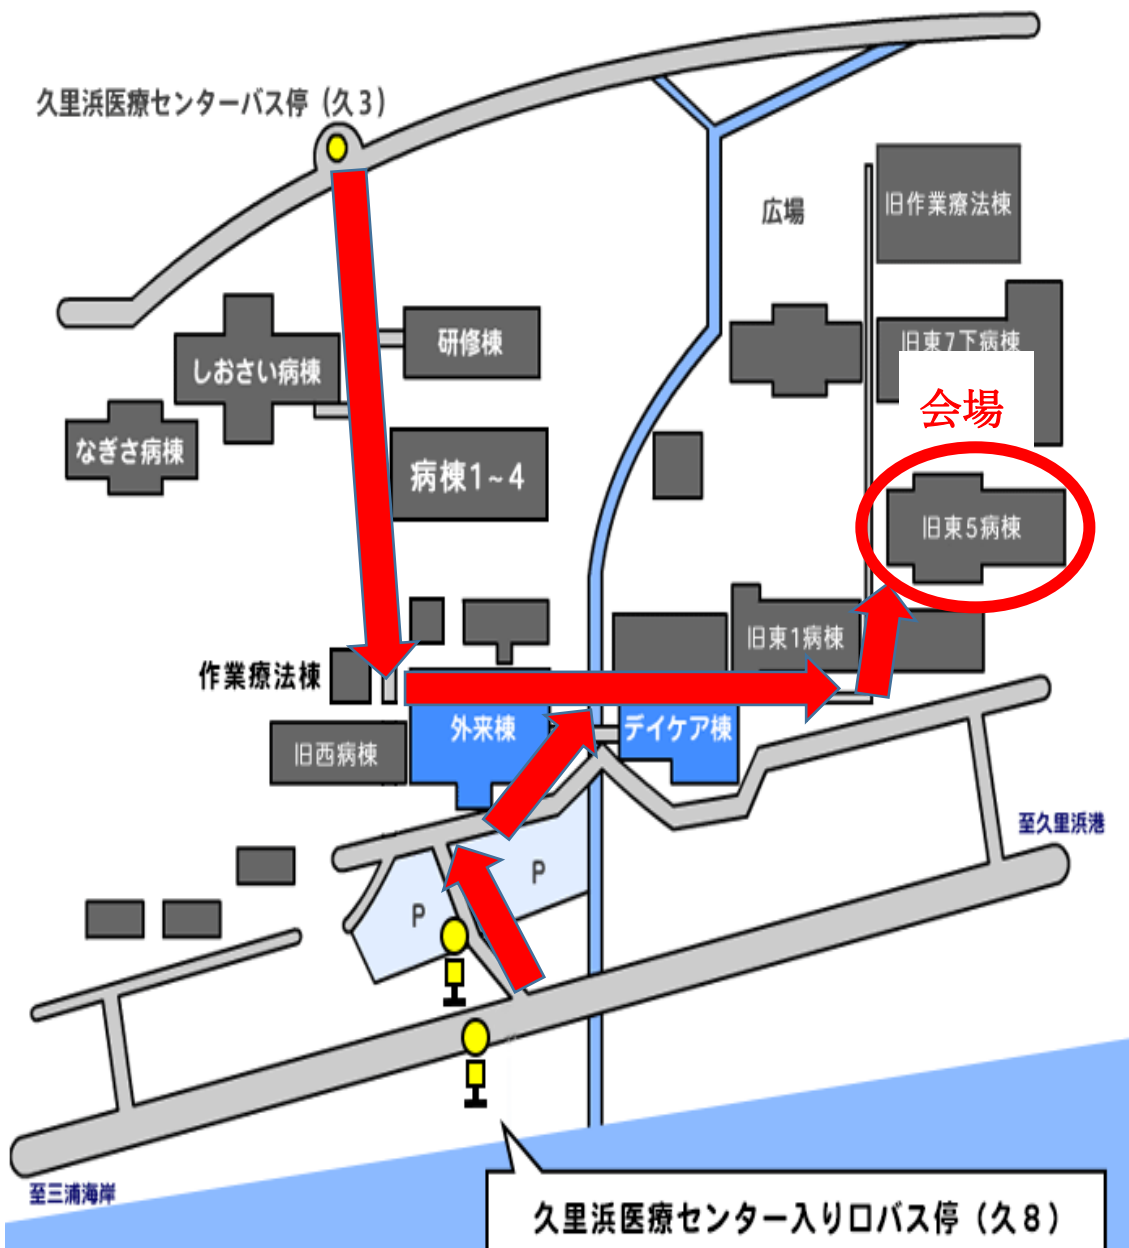 久里浜医療センターバス停（久３）
広場
旧作業療法棟
研修棟
旧東7下病棟
しおさい病棟
会場
なぎさ病棟
病棟1~4
旧東5病棟
旧東1病棟
作業療法棟
外来棟
デイケア棟
旧西病棟
至久里浜港
P
P
至三浦海岸
久里浜医療センター入り口バス停（久８）